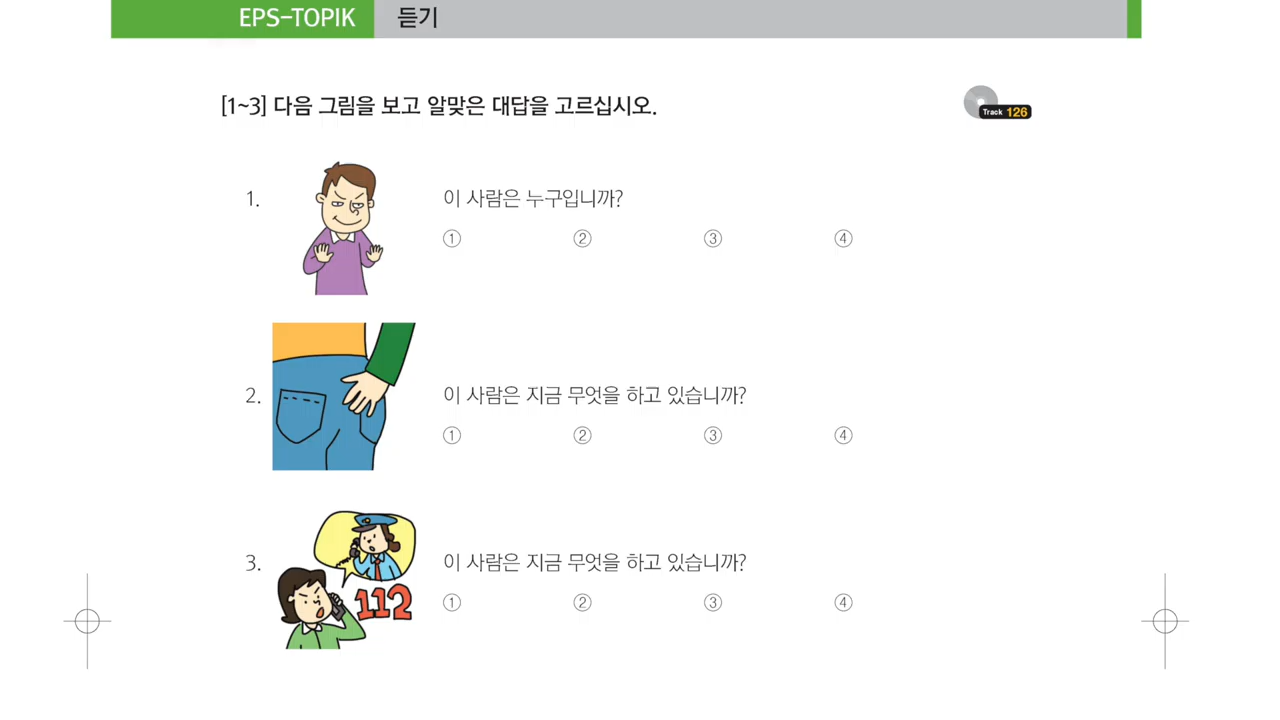 EPS-TOPIK 듣기
[1~3] 다음 그림을 보고 알맞은 대답을 고르십시오.
Track 126
1. 이 사람은 누구입니까?
① ② ③ ④
2. 이 사람은 지금 무엇을 하고 있습니까?
① ② ③ ④
3. 이 사람은 지금 무엇을 하고 있습니까?
112
① ② ③ ④